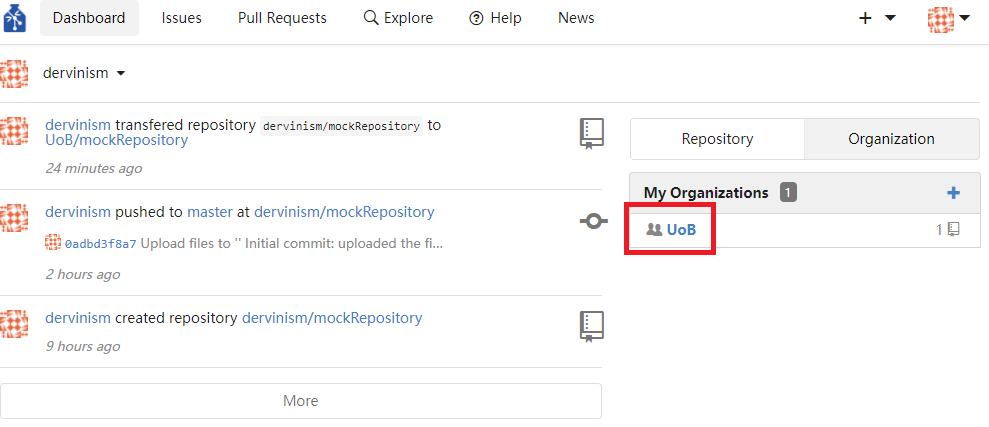 Dashboard Issues Pull Requests Explore Help News
dervinism
dervinism transfered repository dervinism/mockRepository to
UoB/mockRepository
24 minutes ago
dervinism pushed to master at dervinism/mockRepository
0adbd3f8a7 Upload files to '' Initial commit: uploaded the fi...
2 hours ago
dervinism created repository dervinism/mockRepository
9 hours ago
More
Repository Organization
My Organizations 1
UoB 1